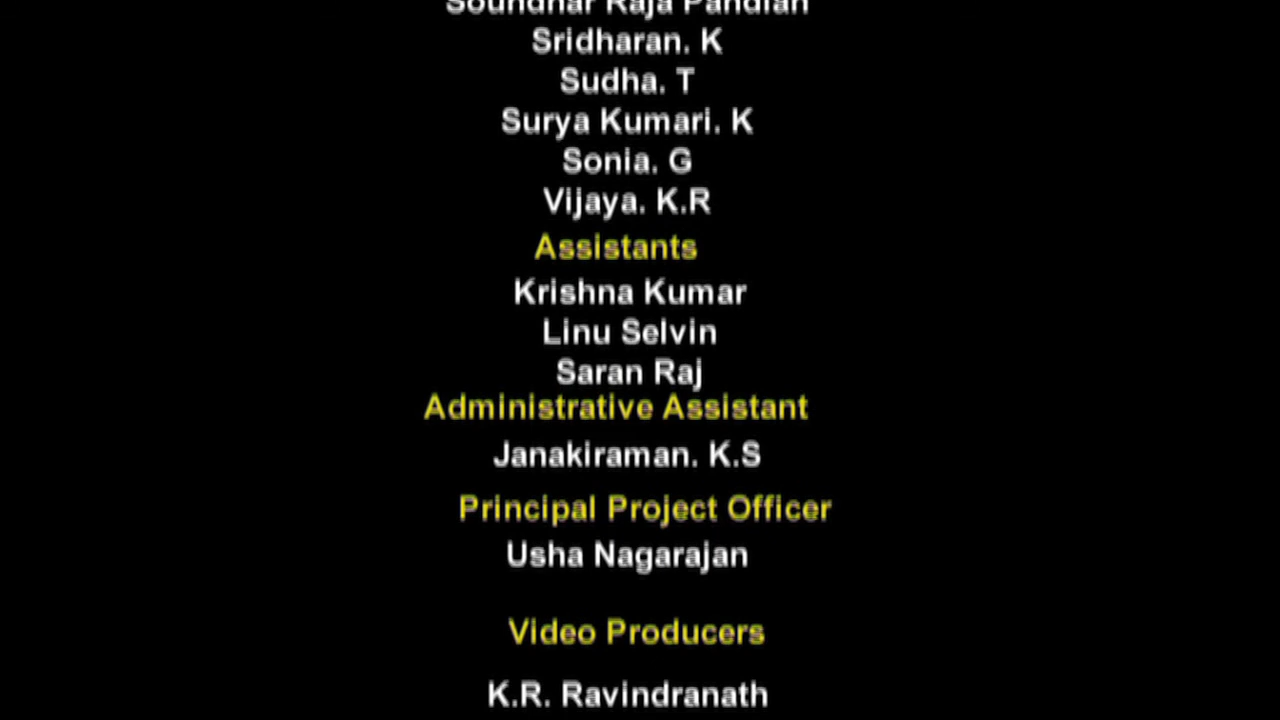 Soundhar Raja Pandian
Sridharan. K
Sudha. T
Surya Kumari. K
Sonia. G
Vijaya. K.R
Assistants
Krishna Kumar
Linu Selvin
Saran Raj
Administrative Assistant
Janakiraman. K.S
Principal Project Officer
Usha Nagarajan
Video Producers
K.R. Ravindranath